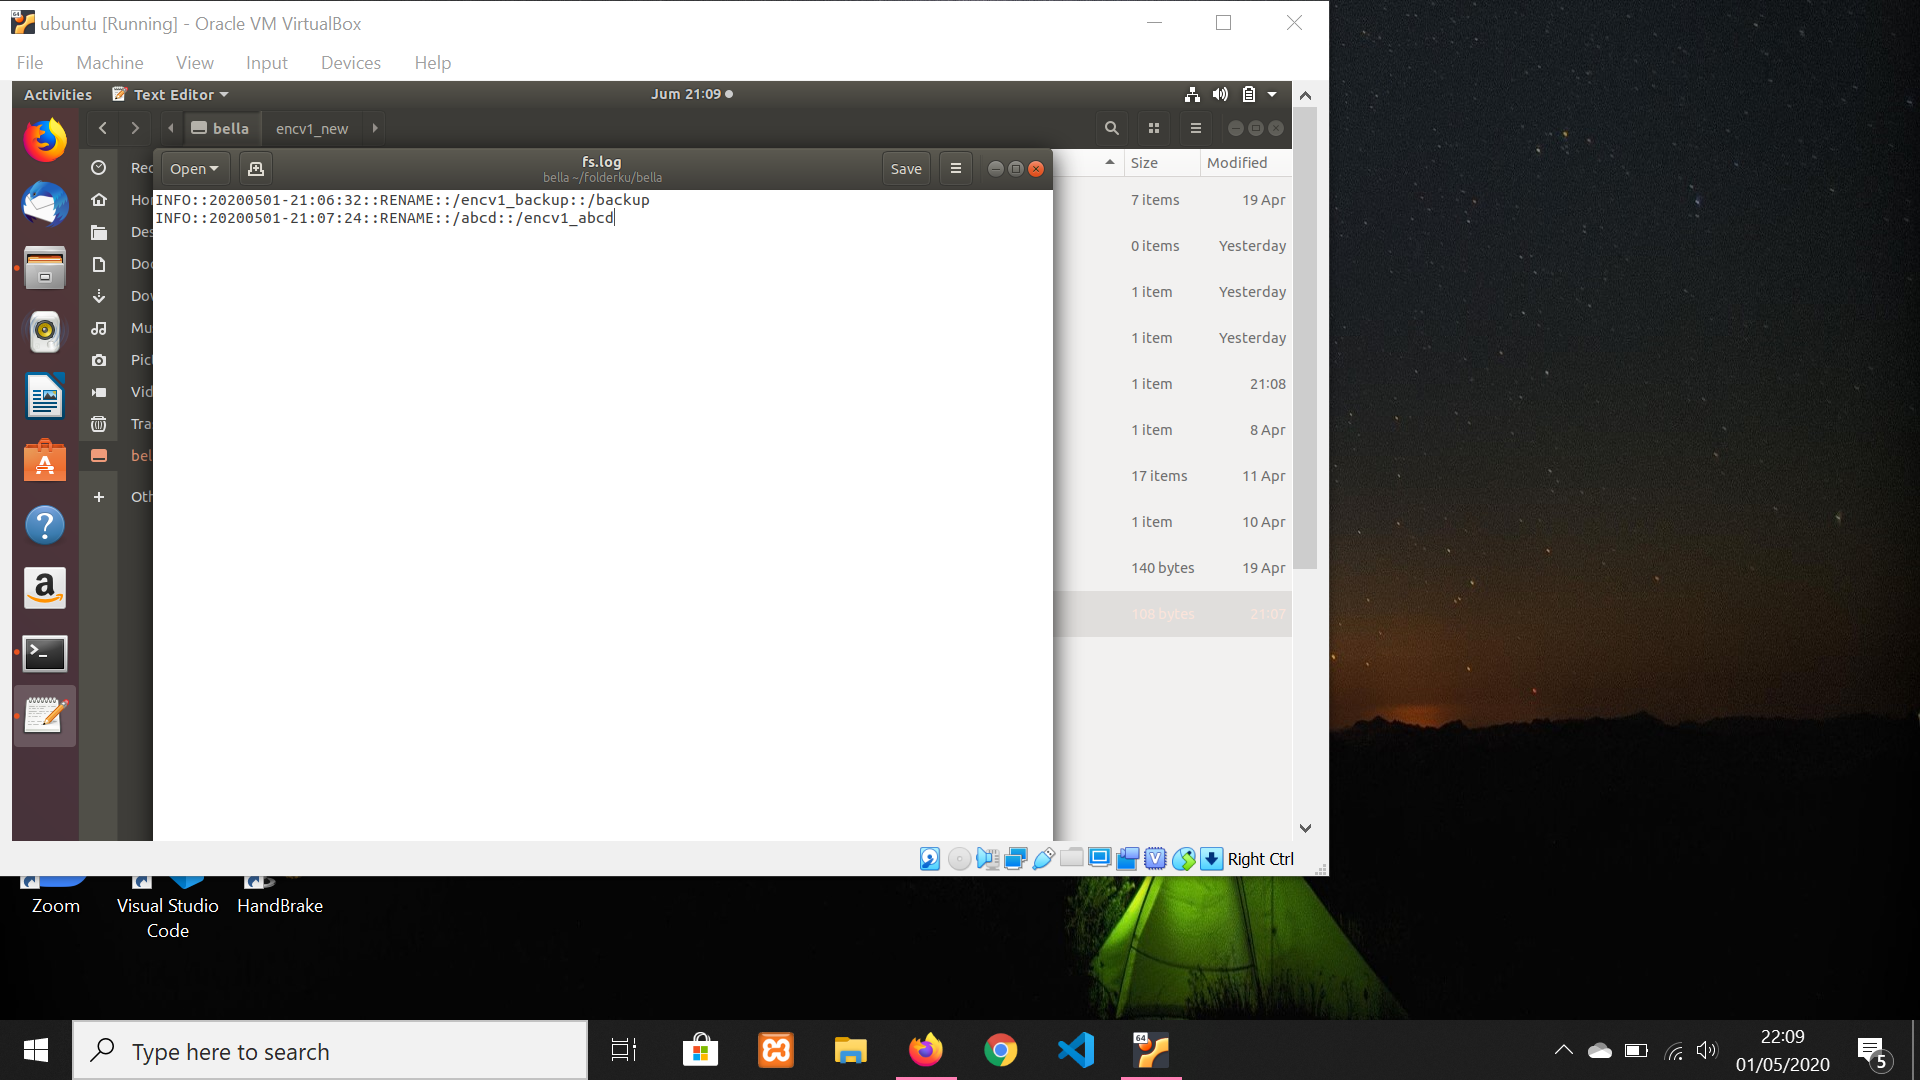 ubuntu [Running] - Oracle VM VirtualBox
File Machine View Input Devices Help
Activities Text Editor Jum 21:09
bella encv1_new
Open fs.log Save
bella ~/folderku/bella
INFO::20200501-21:06:32::RENAME::/encv1_backup::/backup
INFO::20200501-21:07:24::RENAME::/abcd::/encv1_abcd
Rec
Hor
Des
Doc
Dov
Mu
Pict
Vid
Tra
bel
Oth
Size Modified
7 items 19 Apr
0 items Yesterday
1 item Yesterday
1 item Yesterday
1 item 21:08
1 item 8 Apr
17 items 11 Apr
1 item 10 Apr
140 bytes 19 Apr
108 bytes 21:07
Right Ctrl
Zoom
Visual Studio
Code
HandBrake
Type here to search
64
22:09
01/05/2020
5